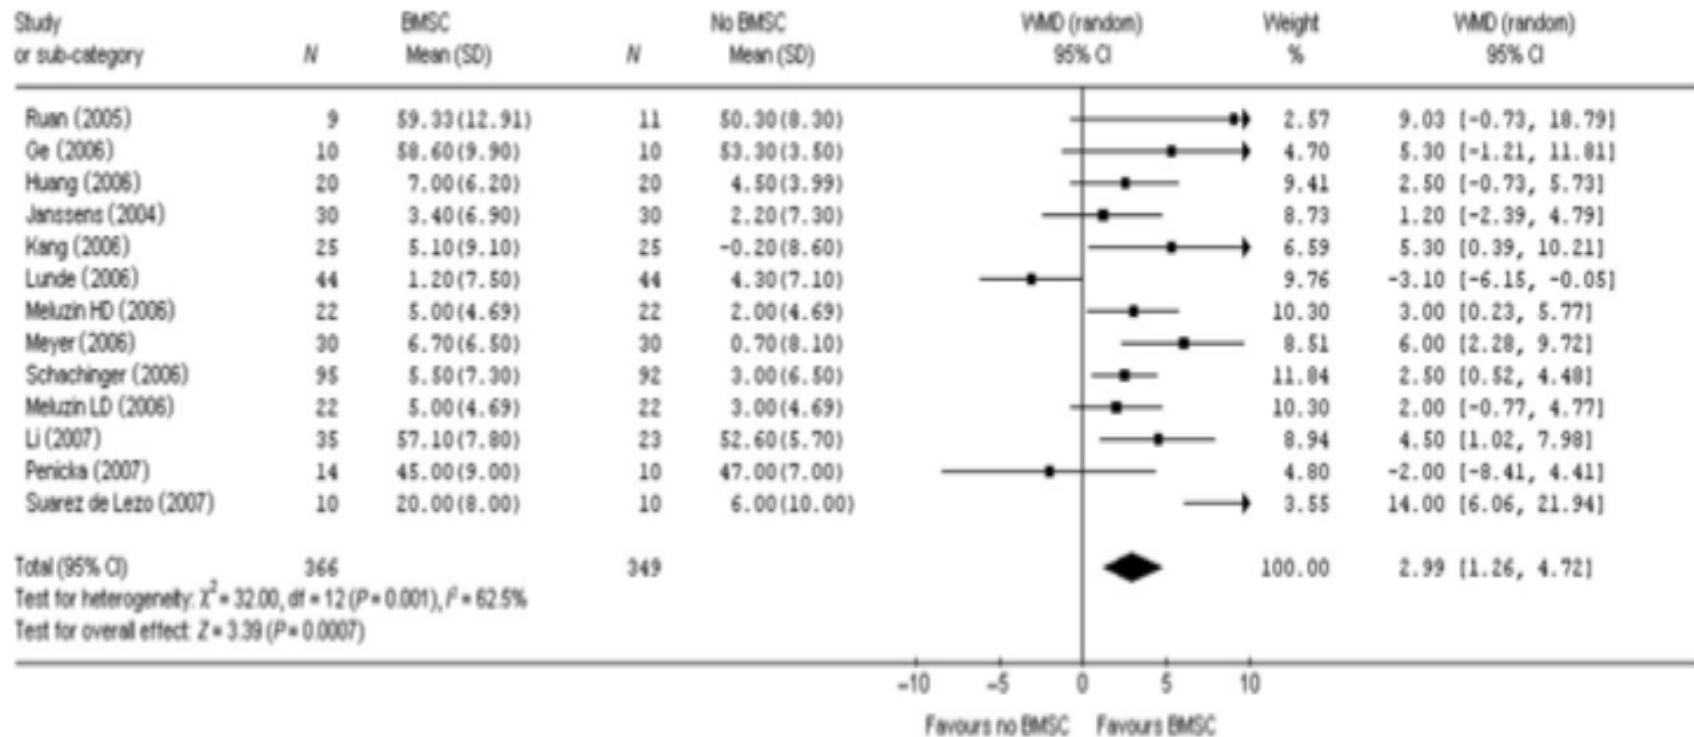 Study BMSC No BMSC WMD (random) Weight WMD (random)
or sub-category N Mean (SD) N Mean (SD) 95% CI % 95% CI
Ruan (2005) 9 59.33(12.91) 11 50.30(8.30) 2.57 9.03 [-0.73, 18.79]
Ge (2006) 10 58.60(9.90) 10 53.30(3.50) 4.70 5.30 [-1.21, 11.81]
Huang (2006) 20 7.00(6.20) 20 4.50(3.99) 9.41 2.50 [-0.73, 5.73]
Janssens (2004) 30 3.40(6.90) 30 2.20(7.30) 8.73 1.20 [-2.39, 4.79]
Kang (2006) 25 5.10(9.10) 25 -0.20(8.60) 6.59 5.30 [0.39, 10.21]
Lunde (2006) 44 1.20(7.50) 44 4.30(7.10) 9.76 -3.10 [-6.15, -0.05]
Meluzin HD (2006) 22 5.00(4.69) 22 2.00(4.69) 10.30 3.00 [0.23, 5.77]
Meyer (2006) 30 6.70(6.50) 30 0.70(8.10) 8.51 6.00 [2.28, 9.72]
Schachinger (2006) 95 5.50(7.30) 92 3.00(6.50) 11.84 2.50 [0.52, 4.48]
Meluzin LD (2006) 22 5.00(4.69) 22 3.00(4.69) 10.30 2.00 [-0.77, 4.77]
Li (2007) 35 57.10(7.80) 23 52.60(5.70) 8.94 4.50 [1.02, 7.98]
Penicka (2007) 14 45.00(9.00) 10 47.00(7.00) 4.80 -2.00 [-8.41, 4.41]
Suarez de Lezo (2007) 10 20.00(8.00) 10 6.00(10.00) 3.55 14.00 [6.06, 21.94]
Total (95% CI) 366 349 100.00 2.99 [1.26, 4.72]
Test for heterogeneity: χ² = 32.00, df = 12 (P = 0.001), I² = 62.5%
Test for overall effect: Z = 3.39 (P = 0.0007)
−10 −5 0 5 10
Favours no BMSC Favours BMSC